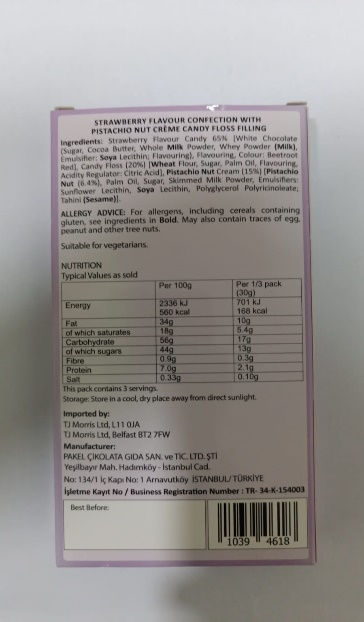 STRAWBERRY FLAVOUR CONFECTION WITH
PISTACHIO NUT CRÈME CANDY FLOSS FILLING
Ingredients: Strawberry Flavour Candy 65% [White Chocolate
(Sugar, Cocoa Butter, Whole Milk Powder, Whey Powder (Milk),
Emulsifier: Soya Lecithin; Flavouring), Flavouring, Colour: Beetroot
Red], Candy Floss (20%) [Wheat Flour, Sugar, Palm Oil, Flavouring,
Acidity Regulator: Citric Acid], Pistachio Nut Cream (15%) [Pistachio
Nut (6.4%), Palm Oil, Sugar, Skimmed Milk Powder, Emulsifiers:
Sunflower Lecithin, Soya Lecithin, Polyglycerol Polyricinoleate;
Tahini (Sesame)].
ALLERGY ADVICE: For allergens, including cereals containing
gluten, see ingredients in Bold. May also contain traces of egg,
peanut and other tree nuts.
Suitable for vegetarians.
NUTRITION
Typical Values as sold
Per 100g Per 1/3 pack (30g)
Energy 2336 kJ 701 kJ
560 kcal 168 kcal
Fat 34g 10g
of which saturates 18g 5.4g
Carbohydrate 56g 17g
of which sugars 44g 13g
Fibre 0.9g 0.3g
Protein 7.0g 2.1g
Salt 0.33g 0.10g
This pack contains 3 servings.
Storage: Store in a cool, dry place away from direct sunlight.
Imported by:
TJ Morris Ltd, L11 0JA
TJ Morris Ltd, Belfast BT2 7FW
Manufacturer:
PAKEL ÇİKOLATA GIDA SAN. ve TİC. LTD. ŞTİ
Yeşilbayır Mah. Hadımköy - İstanbul Cad.
No: 134/1 İç Kapı No: 1 Arnavutköy İSTANBUL/ TÜRKİYE
İşletme Kayıt No / Business Registration Number : TR- 34-K-154003
Best Before:
1039 4618